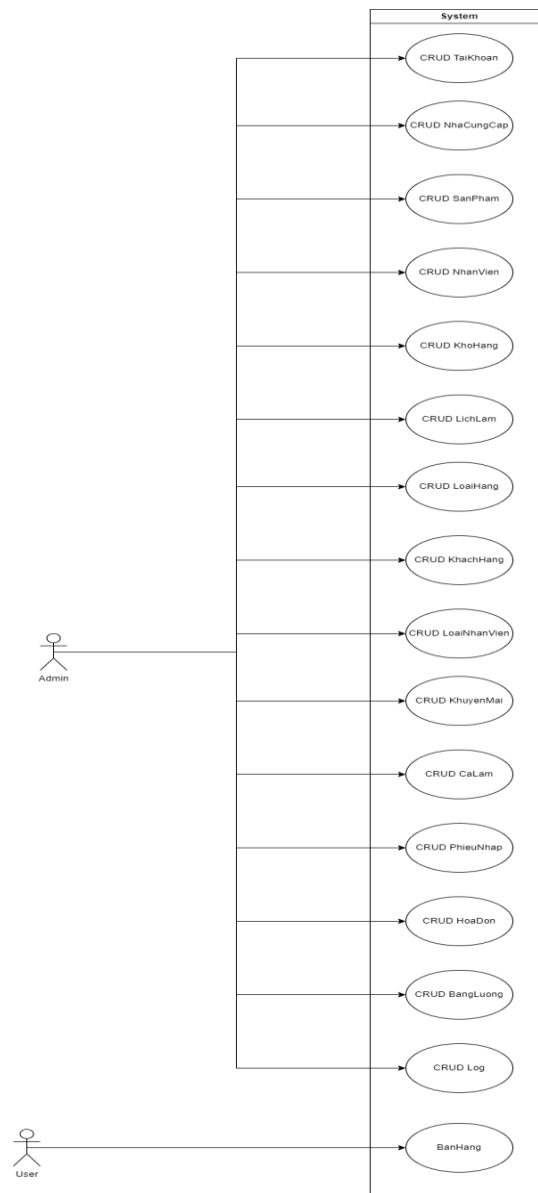 System
CRUD TaiKhoan
CRUD NhaCungCap
CRUD SanPham
CRUD NhanVien
CRUD KhoHang
CRUD LichLam
CRUD LoaiHang
CRUD KhachHang
CRUD LoaiNhanVien
Admin
CRUD KhuyenMai
CRUD CaLam
CRUD PhieuNhap
CRUD HoaDon
CRUD BangLuong
CRUD Log
BanHang
User